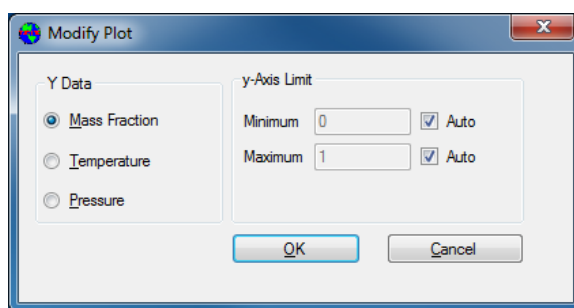 Modify Plot
Y Data
Mass Fraction
Temperature
Pressure
y-Axis Limit
Minimum 0 Auto
Maximum 1 Auto
OK Cancel